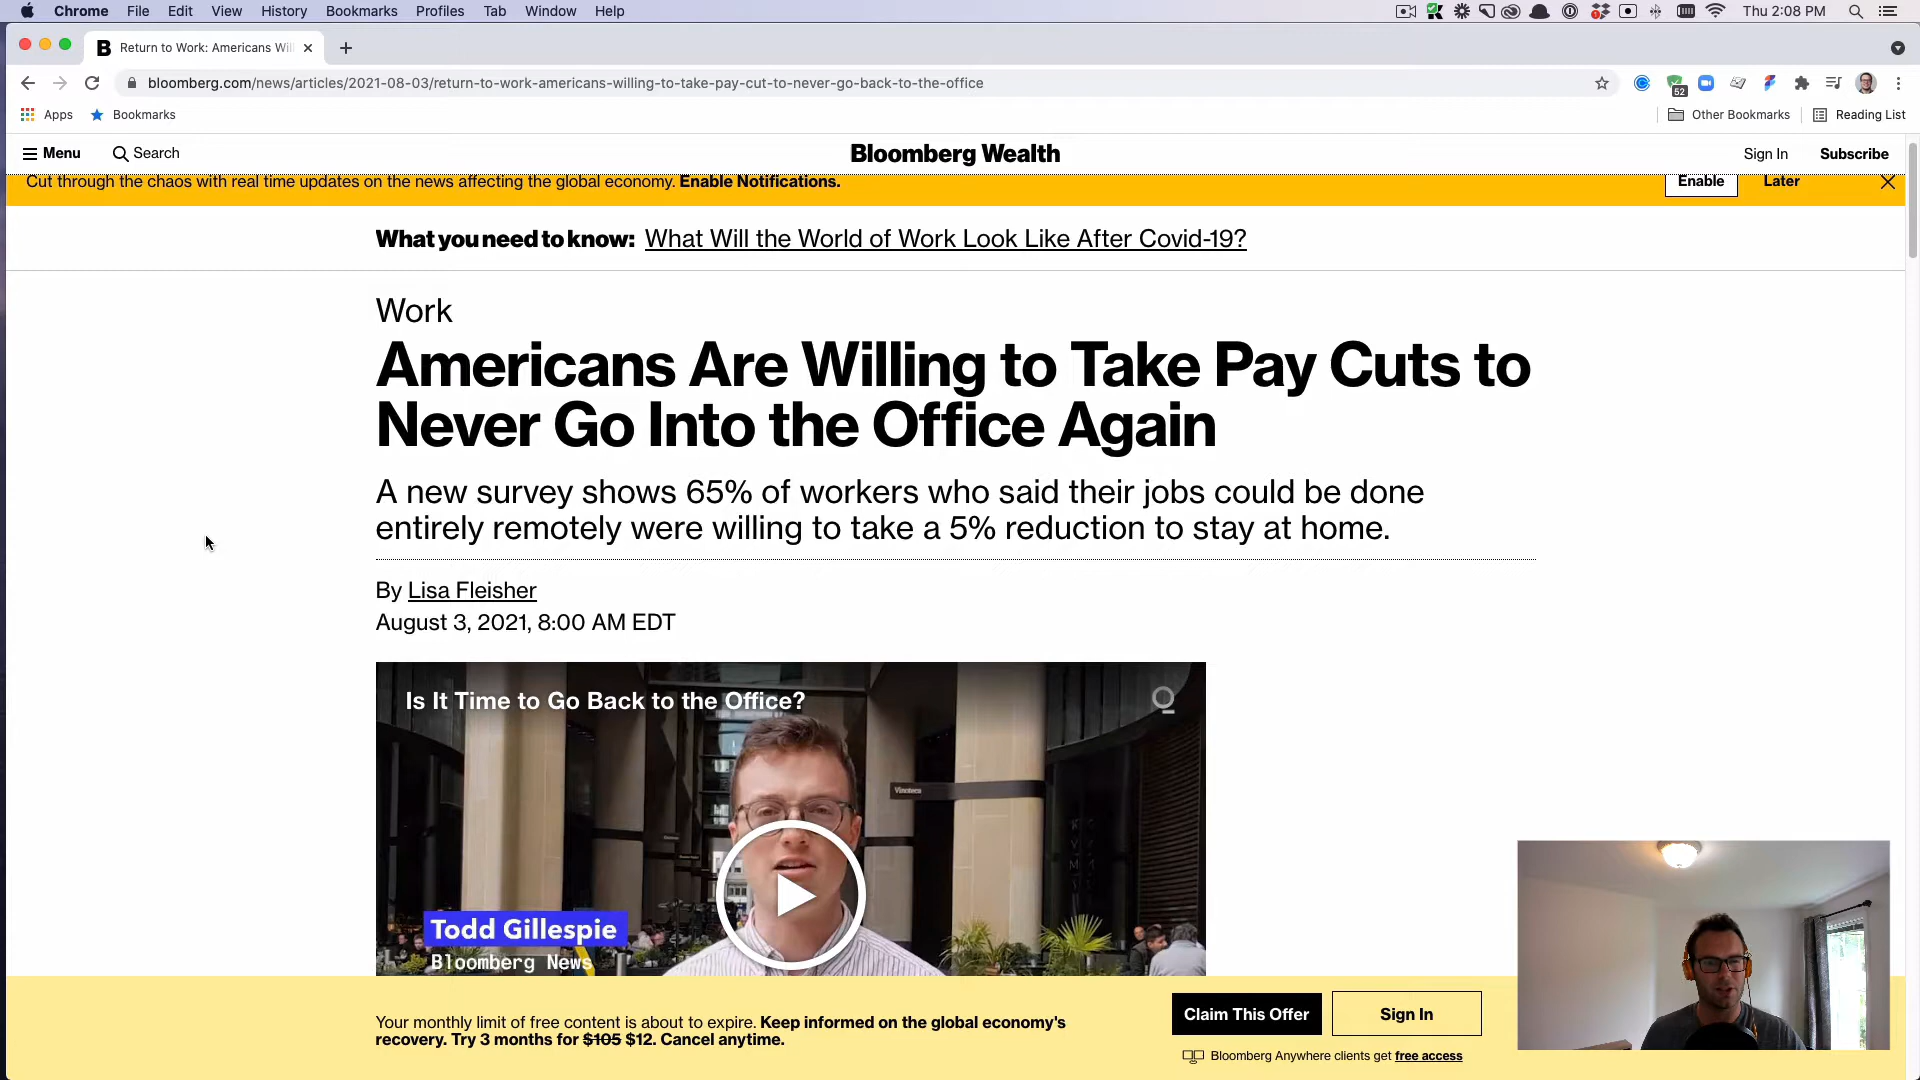 Chrome File Edit View History Bookmarks Profiles Tab Window Help Thu 2:08 PM
B Return to Work: Americans Wil
bloomberg.com/news/articles/2021-08-03/return-to-work-americans-willing-to-take-pay-cut-to-never-go-back-to-the-office
52
Apps Bookmarks Other Bookmarks Reading List
Menu Search Bloomberg Wealth Sign In Subscribe
Cut through the chaos with real time updates on the news affecting the global economy. Enable Notifications. Enable Later
What you need to know: What Will the World of Work Look Like After Covid-19?
Work
Americans Are Willing to Take Pay Cuts to
Never Go Into the Office Again
A new survey shows 65% of workers who said their jobs could be done
entirely remotely were willing to take a 5% reduction to stay at home.
By Lisa Fleisher
August 3, 2021, 8:00 AM EDT
Is It Time to Go Back to the Office?
Vinoteca
Todd Gillespie
Bloomberg News
Your monthly limit of free content is about to expire. Keep informed on the global economy's
recovery. Try 3 months for $105 $12. Cancel anytime.
Claim This Offer Sign In
Bloomberg Anywhere clients get free access